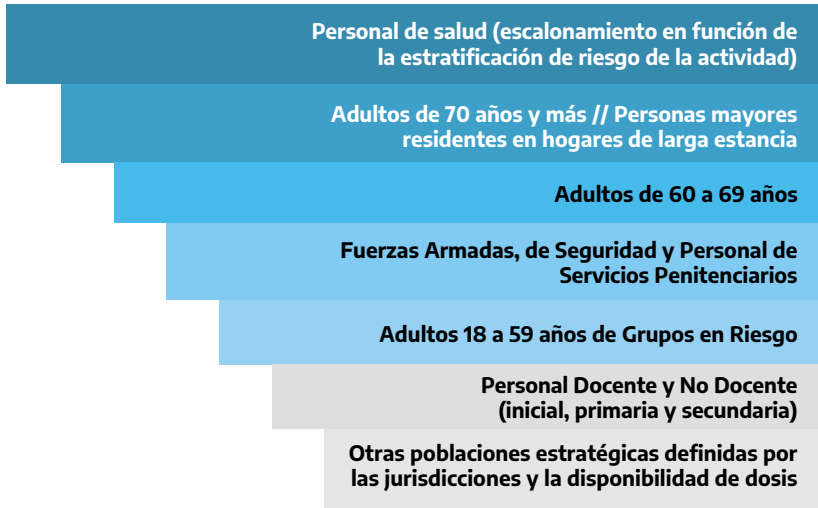 Personal de salud (escalonamiento en función de
la estratificación de riesgo de la actividad)
Adultos de 70 años y más // Personas mayores
residentes en hogares de larga estancia
Adultos de 60 a 69 años
Fuerzas Armadas, de Seguridad y Personal de
Servicios Penitenciarios
Adultos 18 a 59 años de Grupos en Riesgo
Personal Docente y No Docente
(inicial, primaria y secundaria)
Otras poblaciones estratégicas definidas por
las jurisdicciones y la disponibilidad de dosis